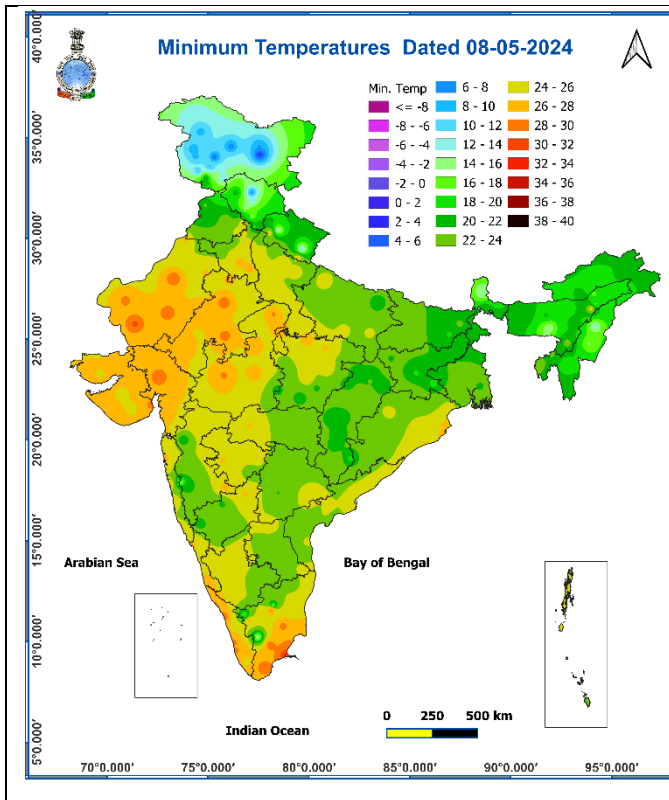 Minimum Temperatures Dated 08-05-2024
Min. Temp
<= -8
-8 - -6
-6 - -4
-4 - -2
-2 - 0
0 - 2
2 - 4
4 - 6
6 - 8
8 - 10
10 - 12
12 - 14
14 - 16
16 - 18
18 - 20
20 - 22
22 - 24
24 - 26
26 - 28
28 - 30
30 - 32
32 - 34
34 - 36
36 - 38
38 - 40
40°0.000'
35°0.000'
30°0.000'
25°0.000'
20°0.000'
15°0.000'
10°0.000'
5°0.000'
Arabian Sea
Bay of Bengal
Indian Ocean
0 250 500 km
70°0.000' 75°0.000' 80°0.000' 85°0.000' 90°0.000' 95°0.000'